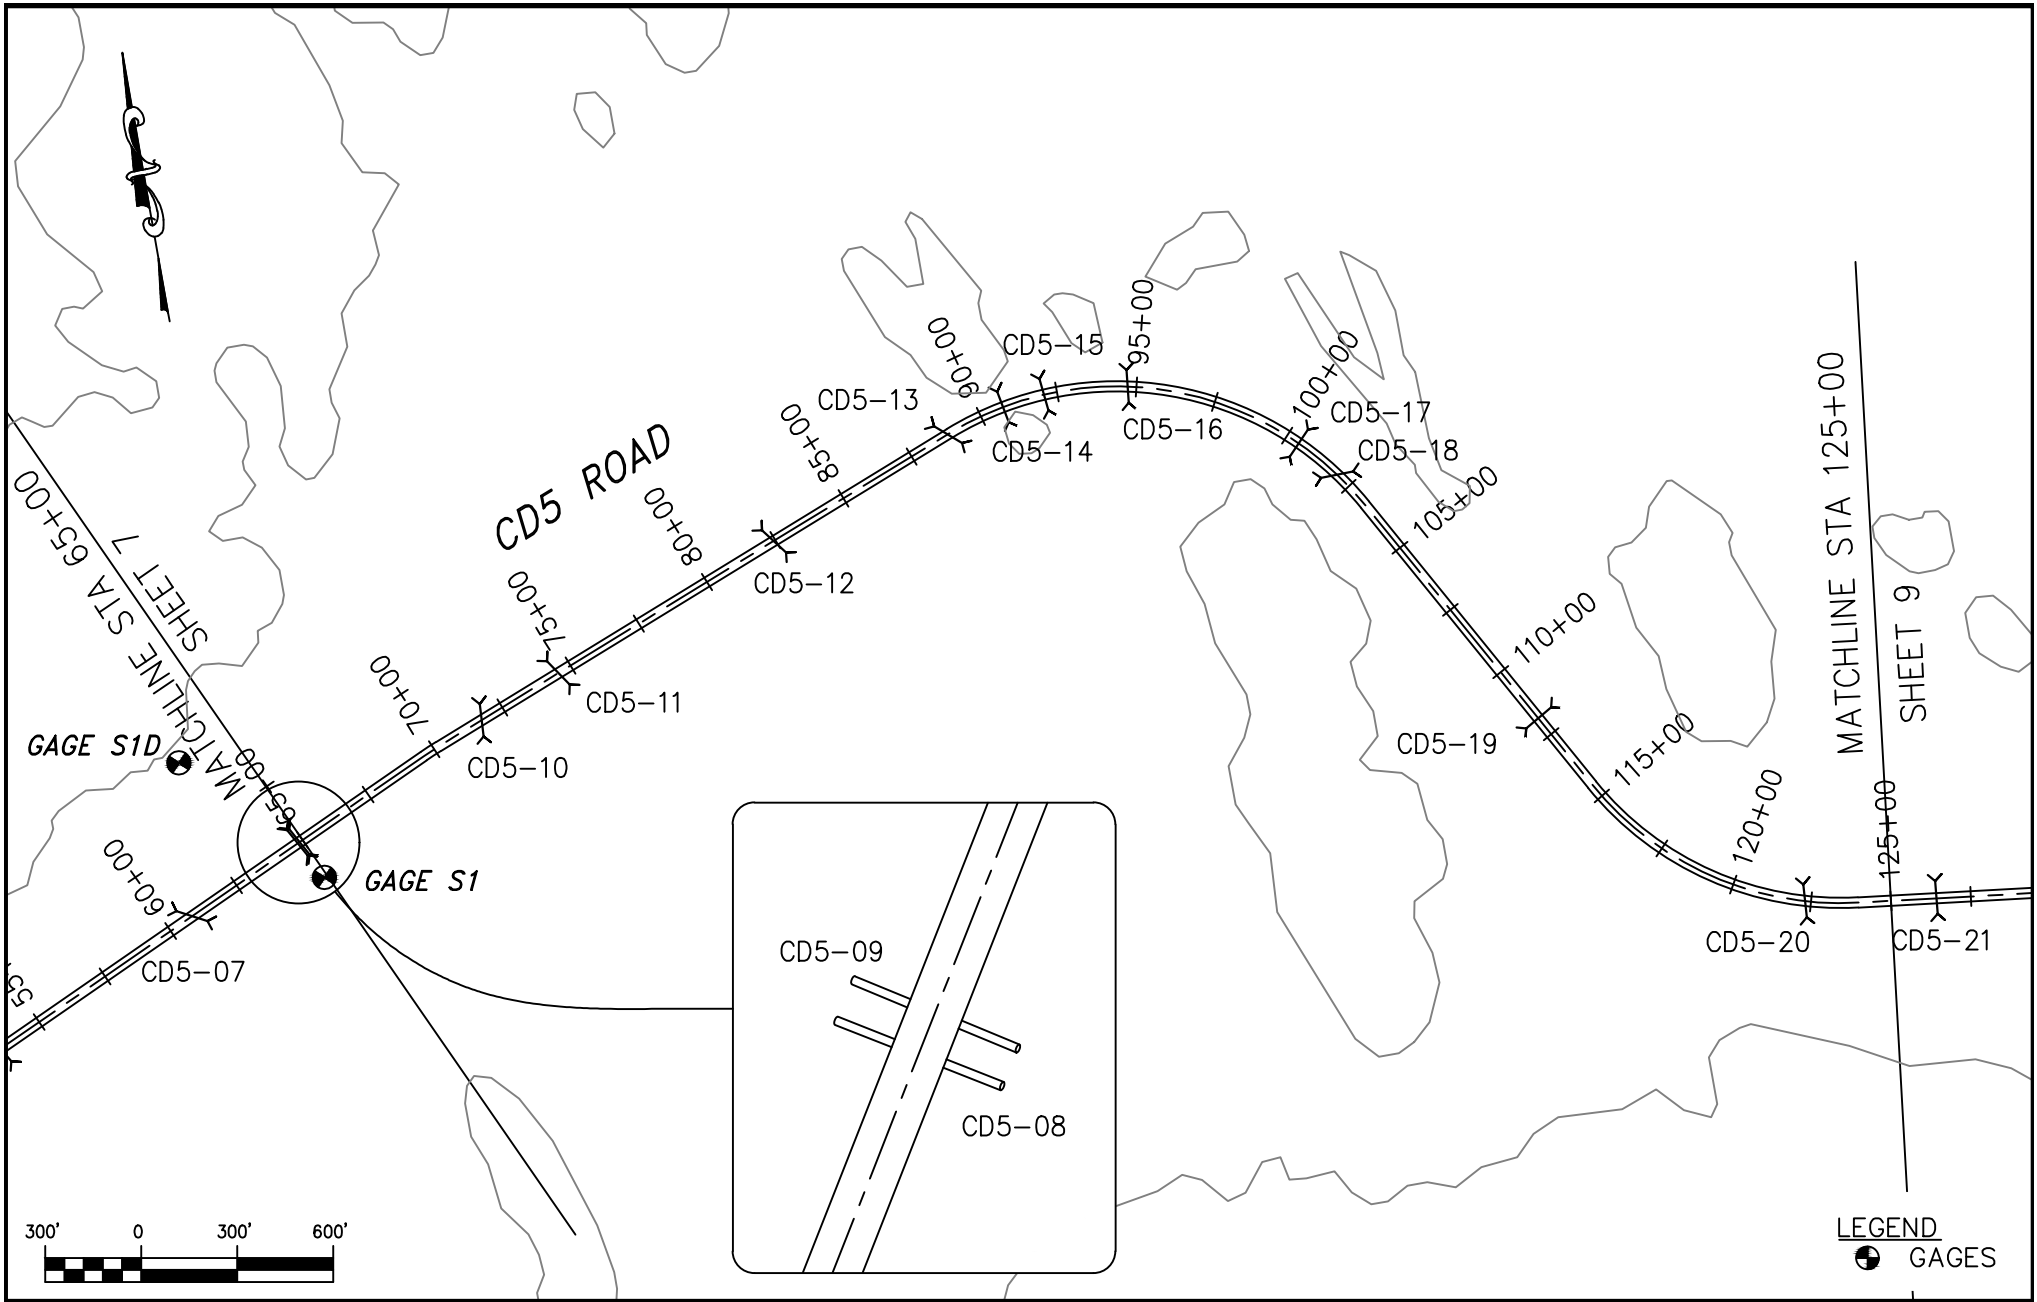 CD5-15
95+00
90+00
100+00
CD5-13
CD5-17
85+00
CD5-16
CD5-14
CD5-18
CD5 ROAD
80+00
105+00
MATCHLINE STA 65+00
SHEET 7
CD5-12
75+00
110+00
MATCHLINE STA 125+00
SHEET 9
70+00
CD5-11
GAGE S1D
CD5-10
CD5-19
115+00
65+00
120+00
125+00
60+00
GAGE S1
CD5-07
CD5-20
CD5-21
CD5-09
CD5-08
300' 0 300' 600'
LEGEND
GAGES